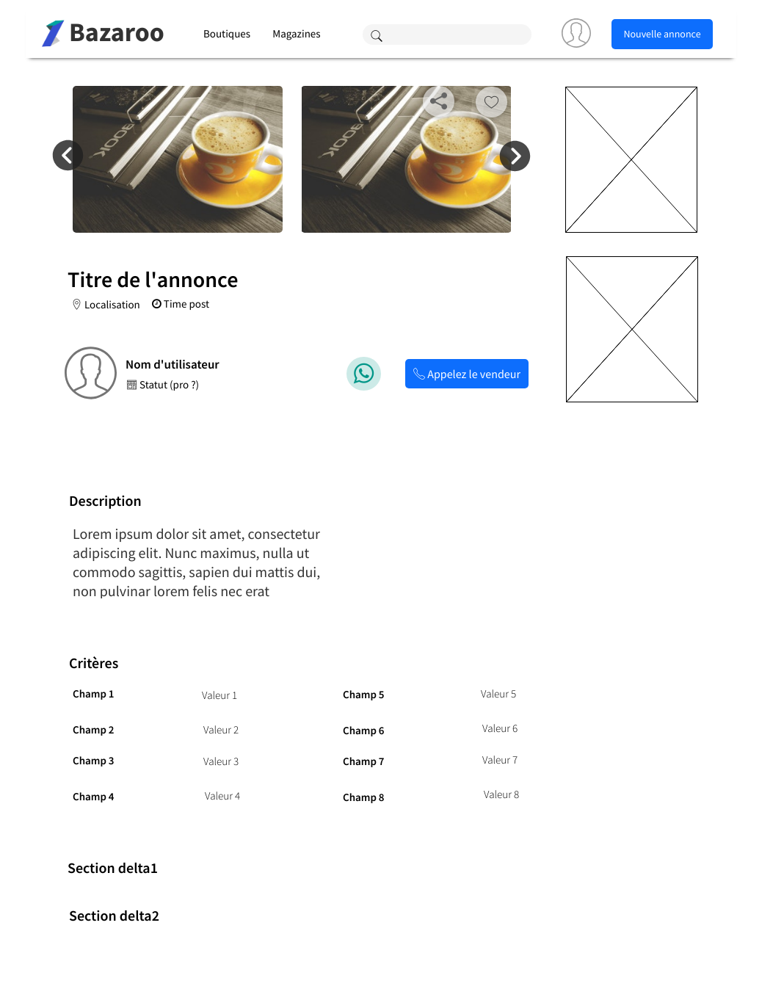 Bazaroo
Boutiques
Magazines
Nouvelle annonce
BOOK
BOOK
Titre de l'annonce
Localisation
Time post
Nom d'utilisateur
Statut (pro ?)
Appelez le vendeur
Description
Lorem ipsum dolor sit amet, consectetur
adipiscing elit. Nunc maximus, nulla ut
commodo sagittis, sapien dui mattis dui,
non pulvinar lorem felis nec erat
Critères
Champ 1
Valeur 1
Champ 5
Valeur 5
Champ 2
Valeur 2
Champ 6
Valeur 6
Champ 3
Valeur 3
Champ 7
Valeur 7
Champ 4
Valeur 4
Champ 8
Valeur 8
Section delta1
Section delta2